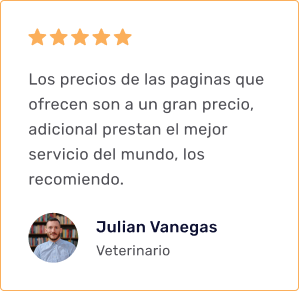 Los precios de las paginas que
ofrecen son a un gran precio,
adicional prestan el mejor
servicio del mundo, los
recomiendo.
Julian Vanegas
Veterinario